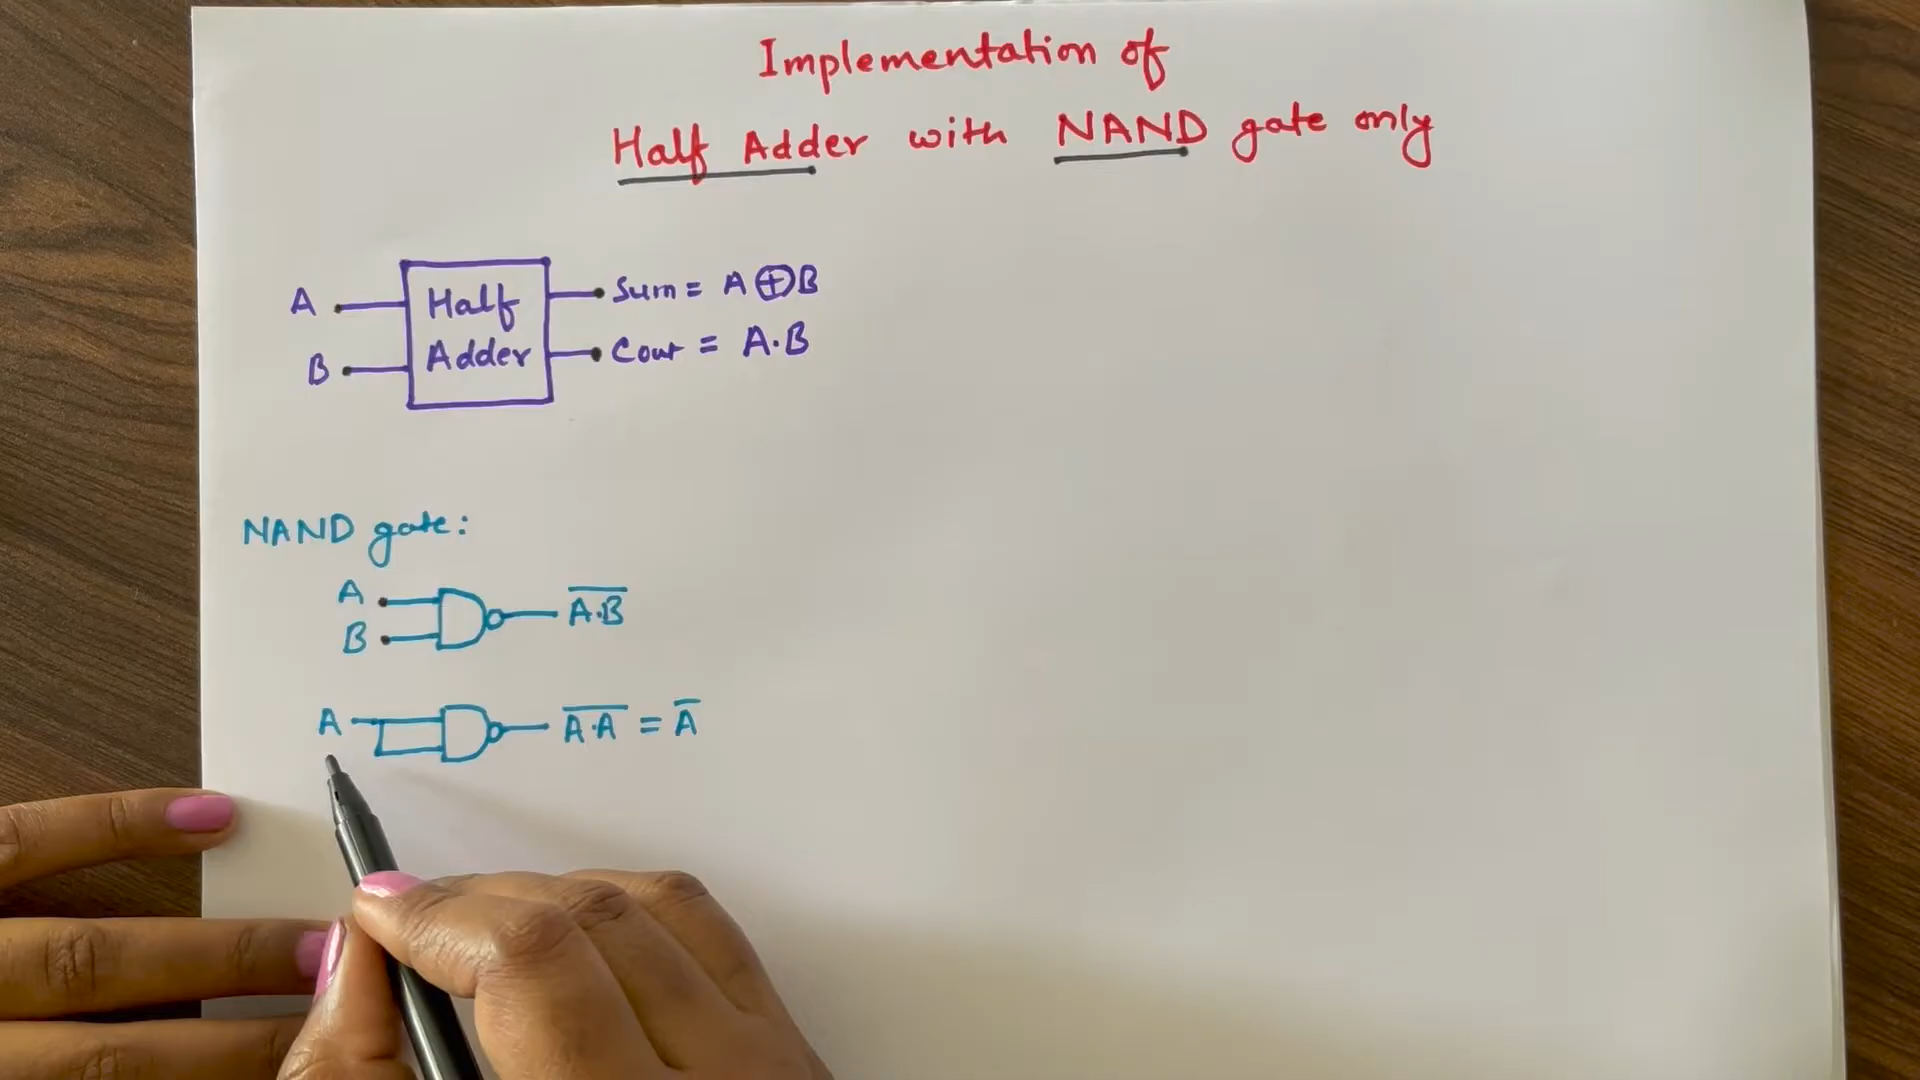 Implementation of
Half Adder with NAND gate only
A
B
Half
Adder
Sum = A ⊕ B
Cout = A·B
NAND gate:
A
B
A̅·̅B̅
A
A̅·̅A̅ = A̅